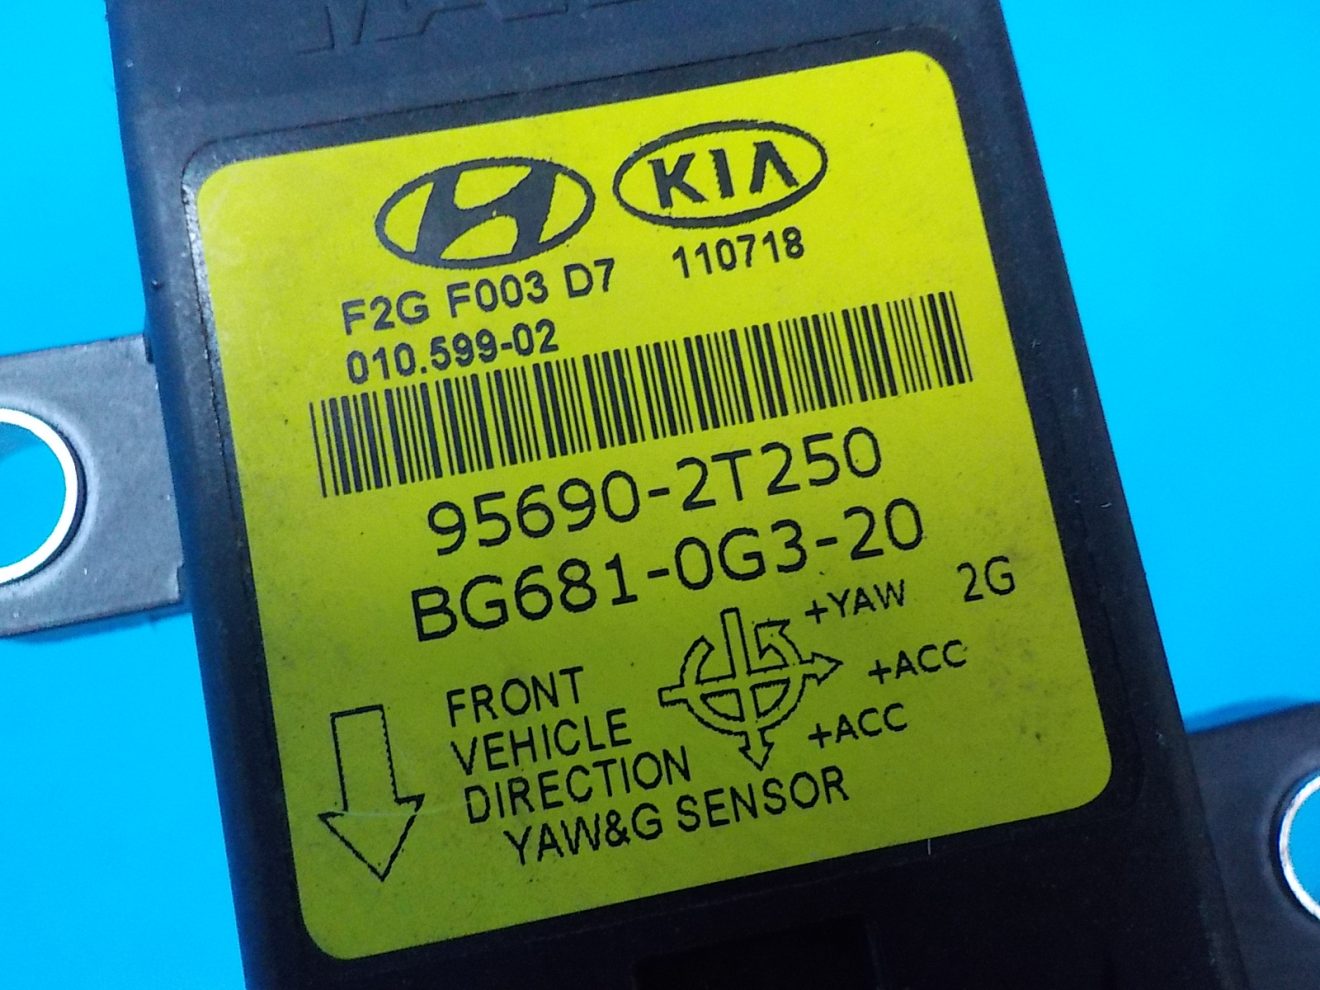 KIA
F2G F003 D7 110718
010.599-02
95690-2T250
BG681-0G3-20
+YAW 2G
+ACC
+ACC
FRONT
VEHICLE
DIRECTION
YAW&G SENSOR